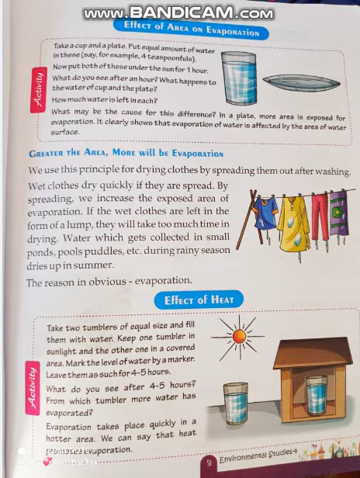 www.BANDICAM.com
Effect of Area on Evaporation
Take a cup and a plate. Put equal amount of water
in these (say, for example, 4 teaspoonfuls).
Now put both of these under the sun for 1 hour.
What do you see after an hour? What happens to
the water of cup and the plate?
How much water is left in each?
What may be the cause for this difference? In a plate, more area is exposed for
evaporation. It clearly shows that evaporation of water is affected by the area of water
surface.
Activity
Greater the Area, More will be Evaporation
We use this principle for drying clothes by spreading them out after washing.
Wet clothes dry quickly if they are spread. By
spreading, we increase the exposed area of
evaporation. If the wet clothes are left in the
form of a lump, they will take too much time in
drying. Water which gets collected in small
ponds, pools puddles, etc. during rainy season
dries up in summer.
The reason in obvious - evaporation.
Effect of Heat
Take two tumblers of equal size and fill
them with water. Keep one tumbler in
sunlight and the other one in a covered
area. Mark the level of water by a marker.
Leave them as such for 4-5 hours.
What do you see after 4-5 hours?
From which tumbler more water has
evaporated?
Evaporation takes place quickly in a
hotter area. We can say that heat
promotes evaporation.
Activity
Environmental Studies-4